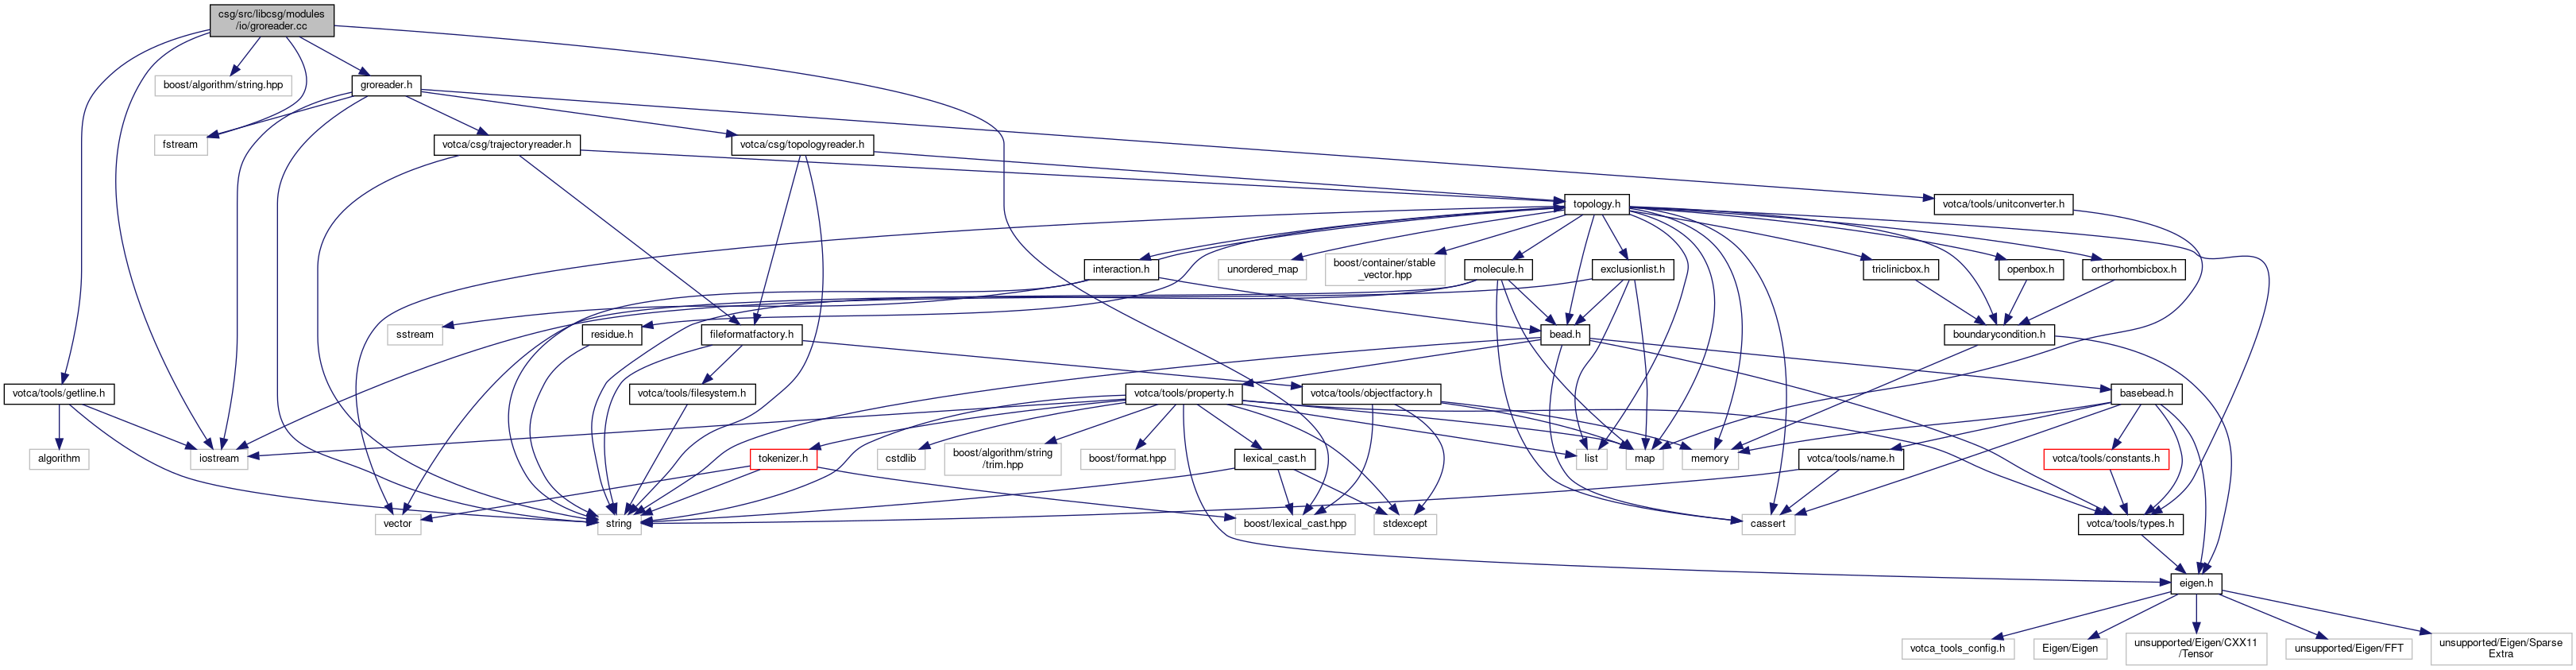 csg/src/libcsg/modules
/io/groreader.cc
boost/algorithm/string.hpp
groreader.h
fstream
votca/csg/trajectoryreader.h
votca/csg/topologyreader.h
topology.h
votca/tools/unitconverter.h
interaction.h
unordered_map
boost/container/stable
_vector.hpp
molecule.h
exclusionlist.h
triclinicbox.h
openbox.h
orthorhombicbox.h
sstream
residue.h
fileformatfactory.h
bead.h
boundarycondition.h
votca/tools/getline.h
votca/tools/filesystem.h
votca/tools/property.h
votca/tools/objectfactory.h
basebead.h
algorithm
iostream
tokenizer.h
cstdlib
boost/algorithm/string
/trim.hpp
boost/format.hpp
lexical_cast.h
list
map
memory
votca/tools/name.h
votca/tools/constants.h
vector
string
boost/lexical_cast.hpp
stdexcept
cassert
votca/tools/types.h
eigen.h
votca_tools_config.h
Eigen/Eigen
unsupported/Eigen/CXX11
/Tensor
unsupported/Eigen/FFT
unsupported/Eigen/Sparse
Extra